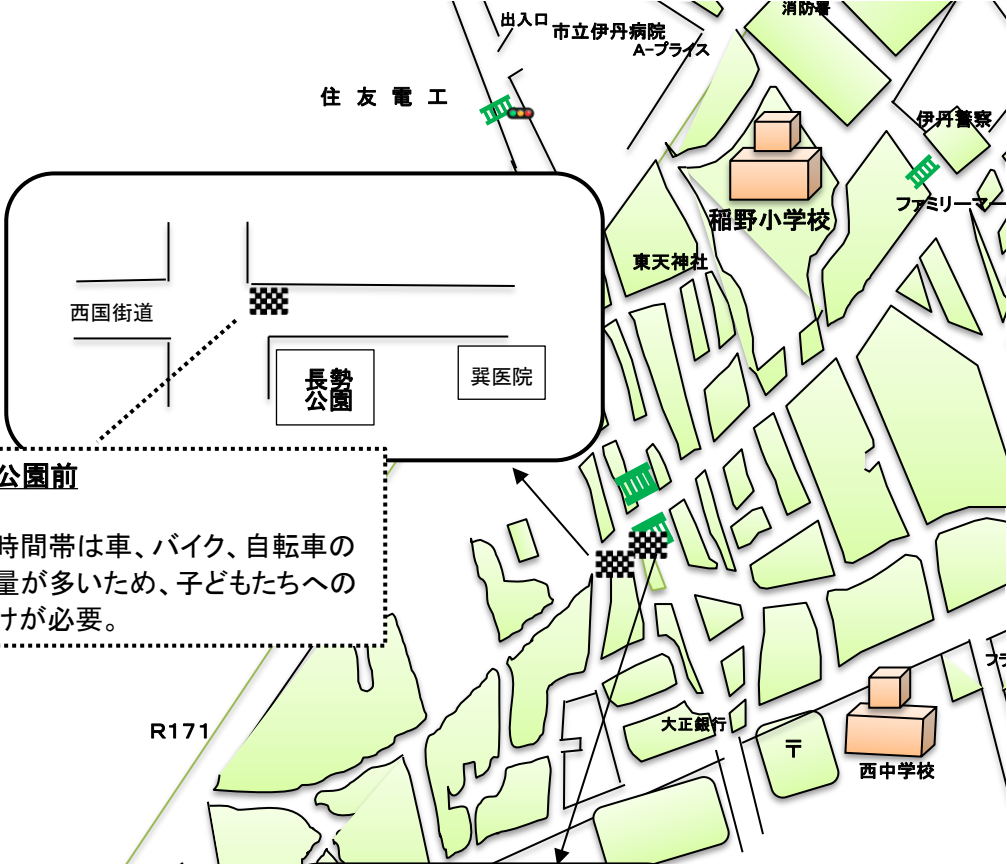 消防署
出入口
市立伊丹病院
A-プライス
住友電工
伊丹警察
ファミリーマー
稲野小学校
東天神社
西国街道
長勢
公園
巽医院
公園前
時間帯は車、バイク、自転車の
量が多いため、子どもたちへの
けが必要。
R171
大正銀行
〒
西中学校